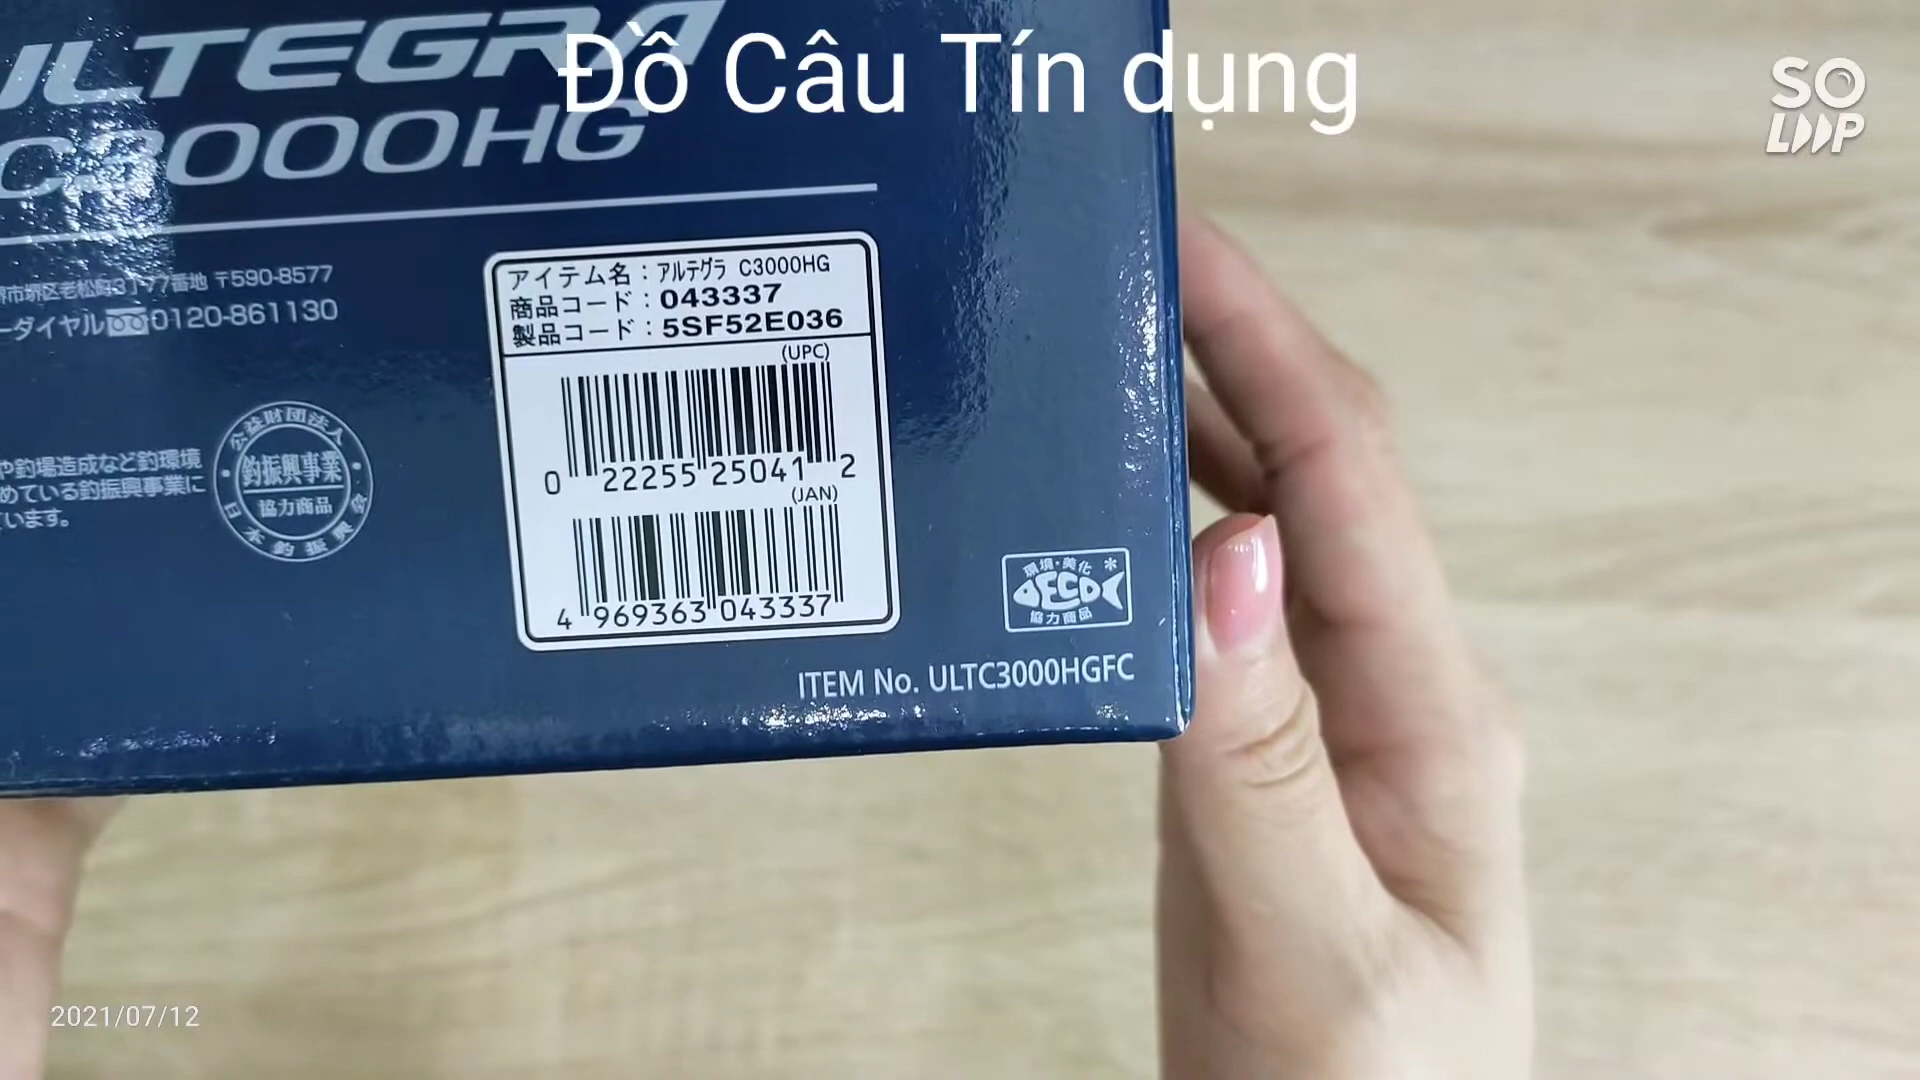 Đồ Câu Tín dụng
SO
LOOP
ULTEGRA
C3000HG
堺市堺区老松町3丁77番地 〒590-8577
ーダイヤル 0120-861130
アイテム名：アルテグラ C3000HG
商品コード：043337
製品コード：5SF52E036
(UPC)
0 22255 25041 2
(JAN)
4 969363 043337
や釣場造成など釣環境
めている釣振興事業に
います。
公益財団法人
釣振興事業
協力商品
日本釣振興会
環境・美化 *
ECO
協力商品
ITEM No. ULTC3000HGFC
2021/07/12